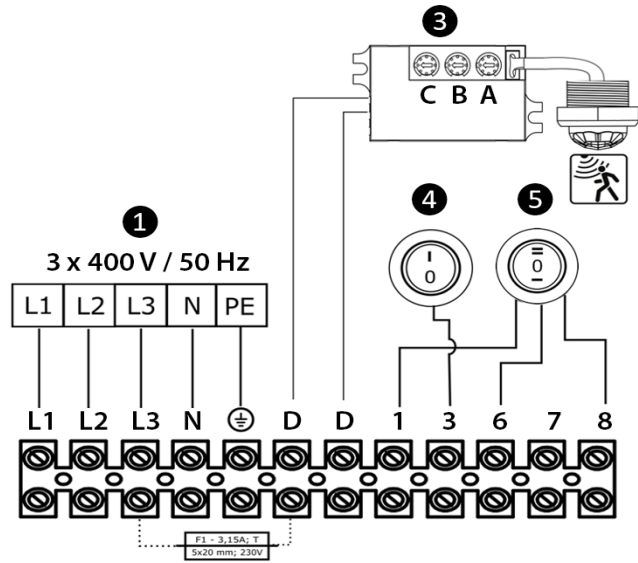 3
C B A
1
4
5
3 x 400 V / 50 Hz
I
0
II
0
I
L1 L2 L3 N PE
L1 L2 L3 N D D 1 3 6 7 8
F1 - 3,15A; T
5x20 mm; 230V